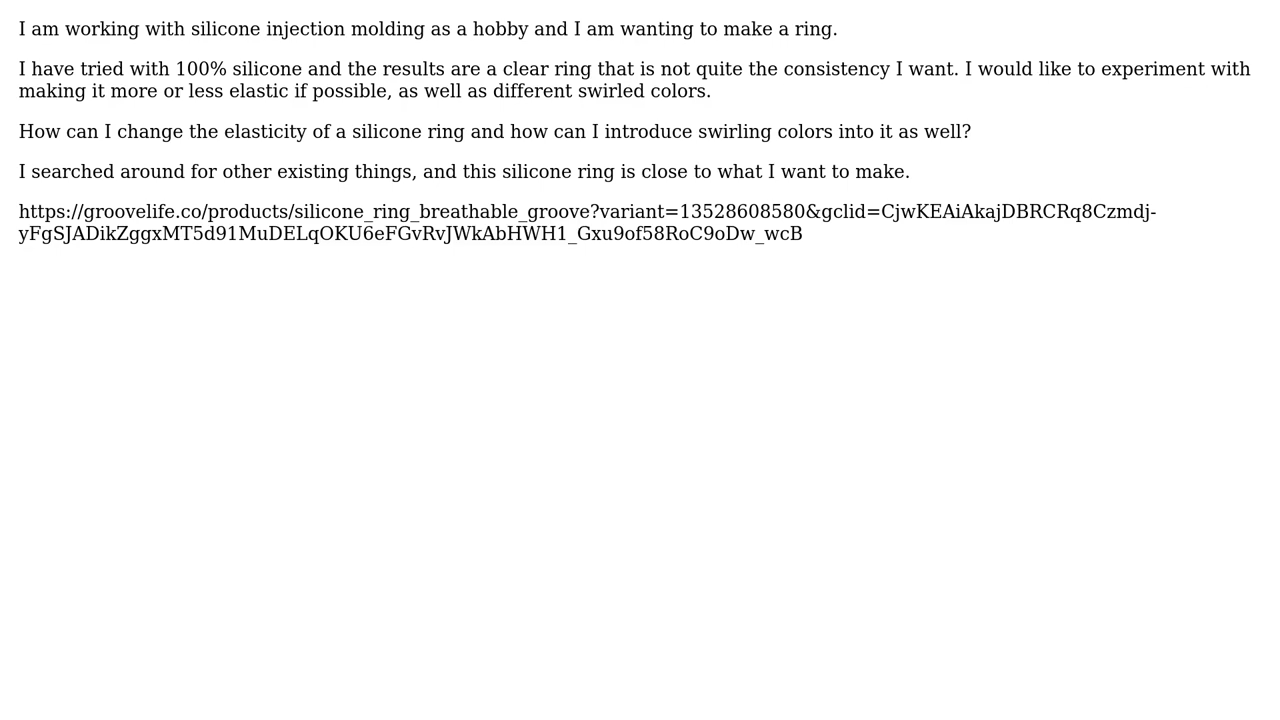 I am working with silicone injection molding as a hobby and I am wanting to make a ring.
I have tried with 100% silicone and the results are a clear ring that is not quite the consistency I want. I would like to experiment with
making it more or less elastic if possible, as well as different swirled colors.
How can I change the elasticity of a silicone ring and how can I introduce swirling colors into it as well?
I searched around for other existing things, and this silicone ring is close to what I want to make.
https://groovelife.co/products/silicone_ring_breathable_groove?variant=13528608580&gclid=CjwKEAiAkajDBRCRq8Czmdj-
yFgSJADikZggxMT5d91MuDELqOKU6eFGvRvJWkAbHWH1_Gxu9of58RoC9oDw_wcB